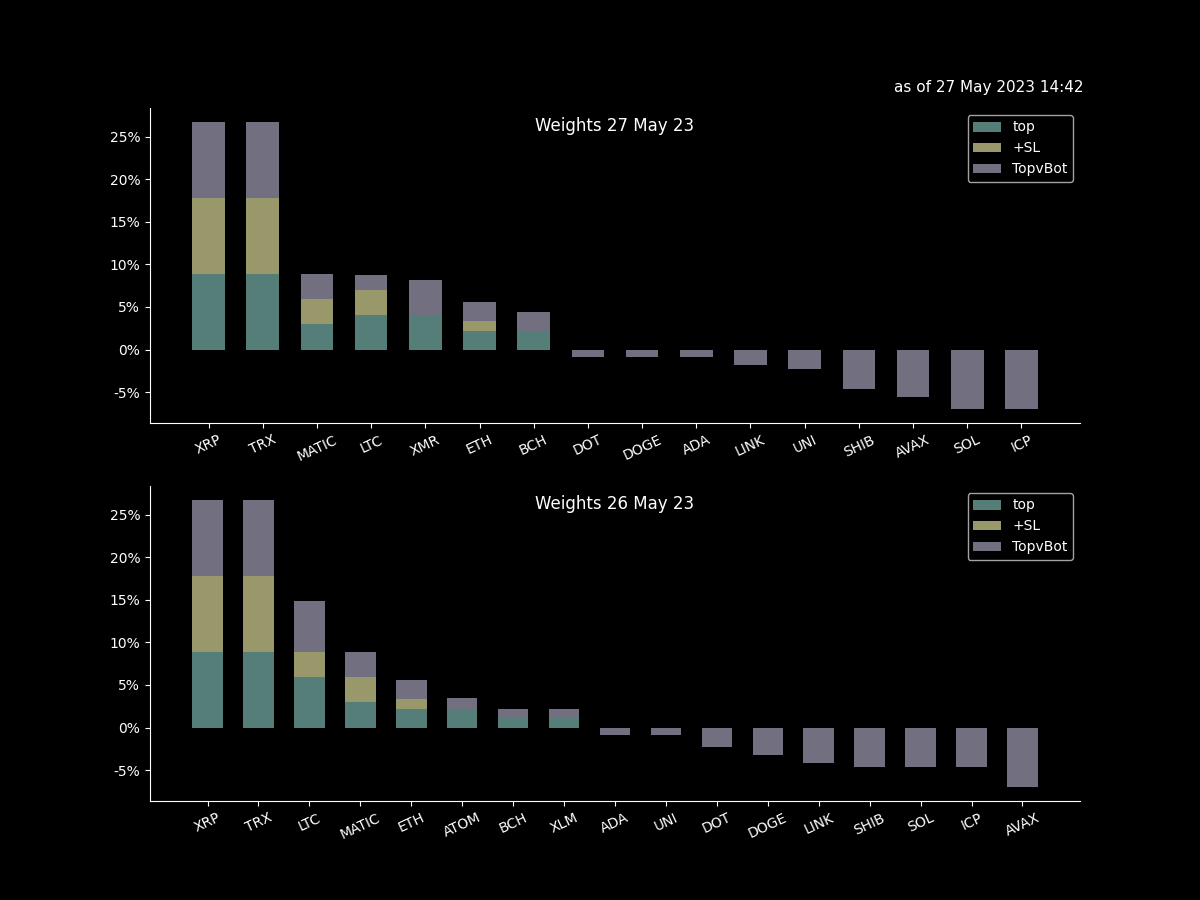 as of 27 May 2023 14:42
Weights 27 May 23
top
+SL
TopvBot
25%
20%
15%
10%
5%
0%
-5%
XRP TRX MATIC LTC XMR ETH BCH DOT DOGE ADA LINK UNI SHIB AVAX SOL ICP
Weights 26 May 23
top
+SL
TopvBot
25%
20%
15%
10%
5%
0%
-5%
XRP TRX LTC MATIC ETH ATOM BCH XLM ADA UNI DOT DOGE LINK SHIB SOL ICP AVAX